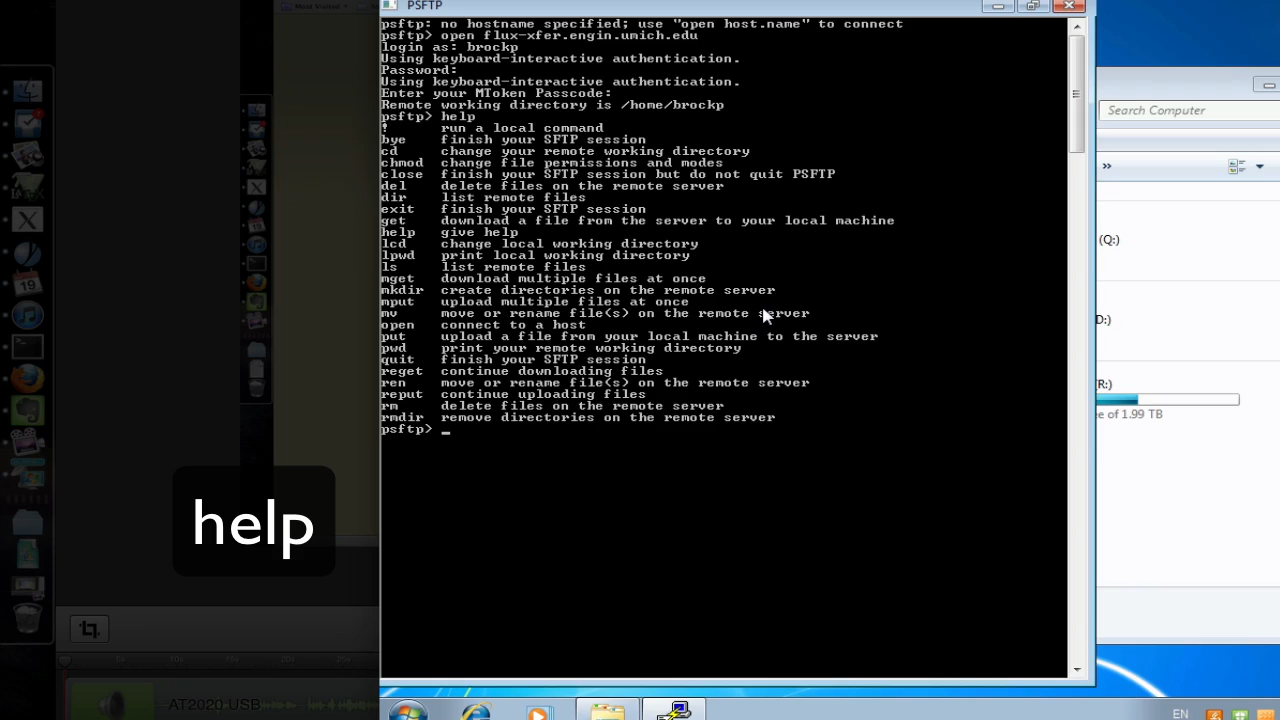 PSFTP
psftp: no hostname specified; use "open host.name" to connect
psftp> open flux-xfer.engin.umich.edu
login as: brockp
Using keyboard-interactive authentication.
Password:
Using keyboard-interactive authentication.
Enter your MToken Passcode:
Remote working directory is /home/brockp
psftp> help
! run a local command
bye finish your SFTP session
cd change your remote working directory
chmod change file permissions and modes
close finish your SFTP session but do not quit PSFTP
del delete files on the remote server
dir list remote files
exit finish your SFTP session
get download a file from the server to your local machine
help give help
lcd change local working directory
lpwd print local working directory
ls list remote files
mget download multiple files at once
mkdir create directories on the remote server
mput upload multiple files at once
mv move or rename file(s) on the remote server
open connect to a host
put upload a file from your local machine to the server
pwd print your remote working directory
quit finish your SFTP session
reget continue downloading files
ren move or rename file(s) on the remote server
reput continue uploading files
rm delete files on the remote server
rmdir remove directories on the remote server
psftp> _
Search Computer
»
(Q:)
D:)
(R:)
ee of 1.99 TB
help
19
AT2020 USB
EN